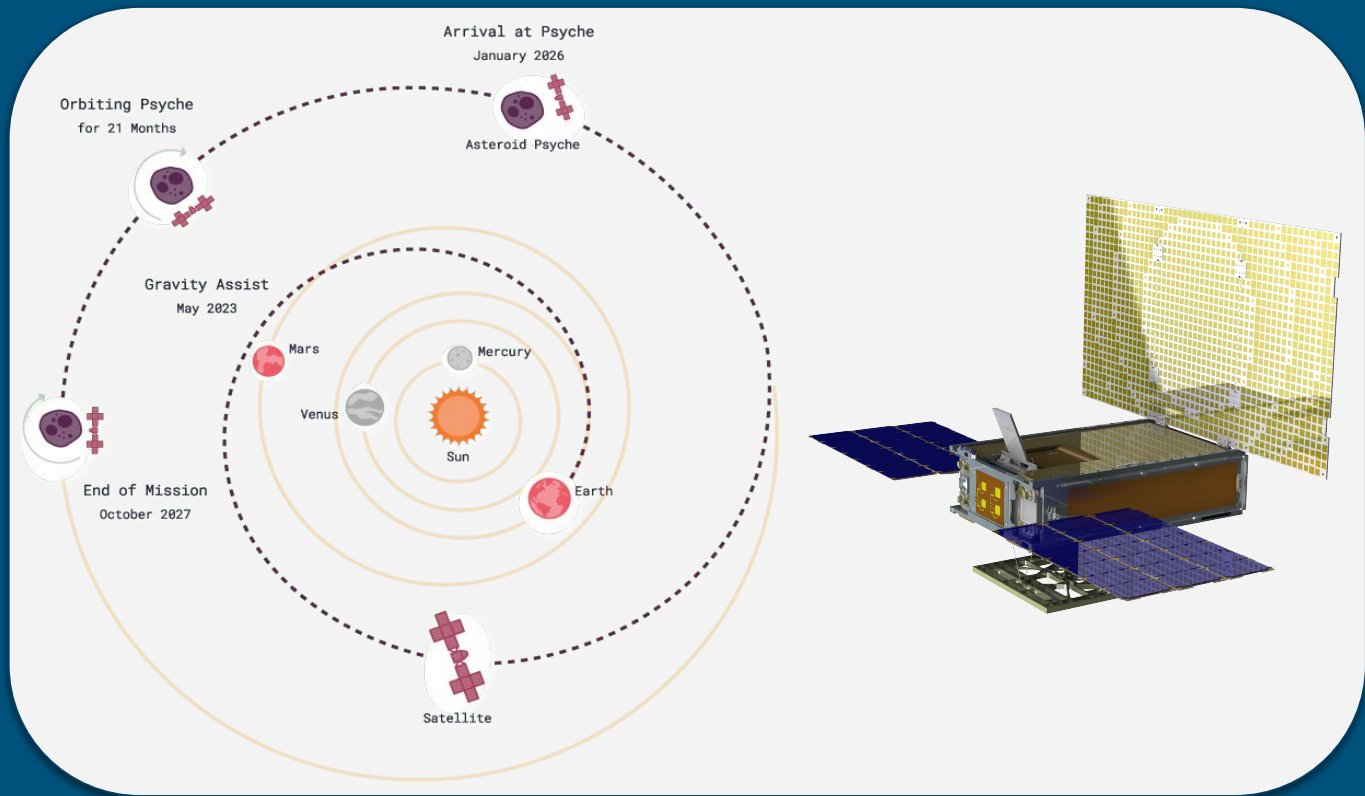 Arrival at Psyche
January 2026
Orbiting Psyche
for 21 Months
Asteroid Psyche
Gravity Assist
May 2023
Mars
Mercury
Venus
Sun
End of Mission
October 2027
Earth
Satellite